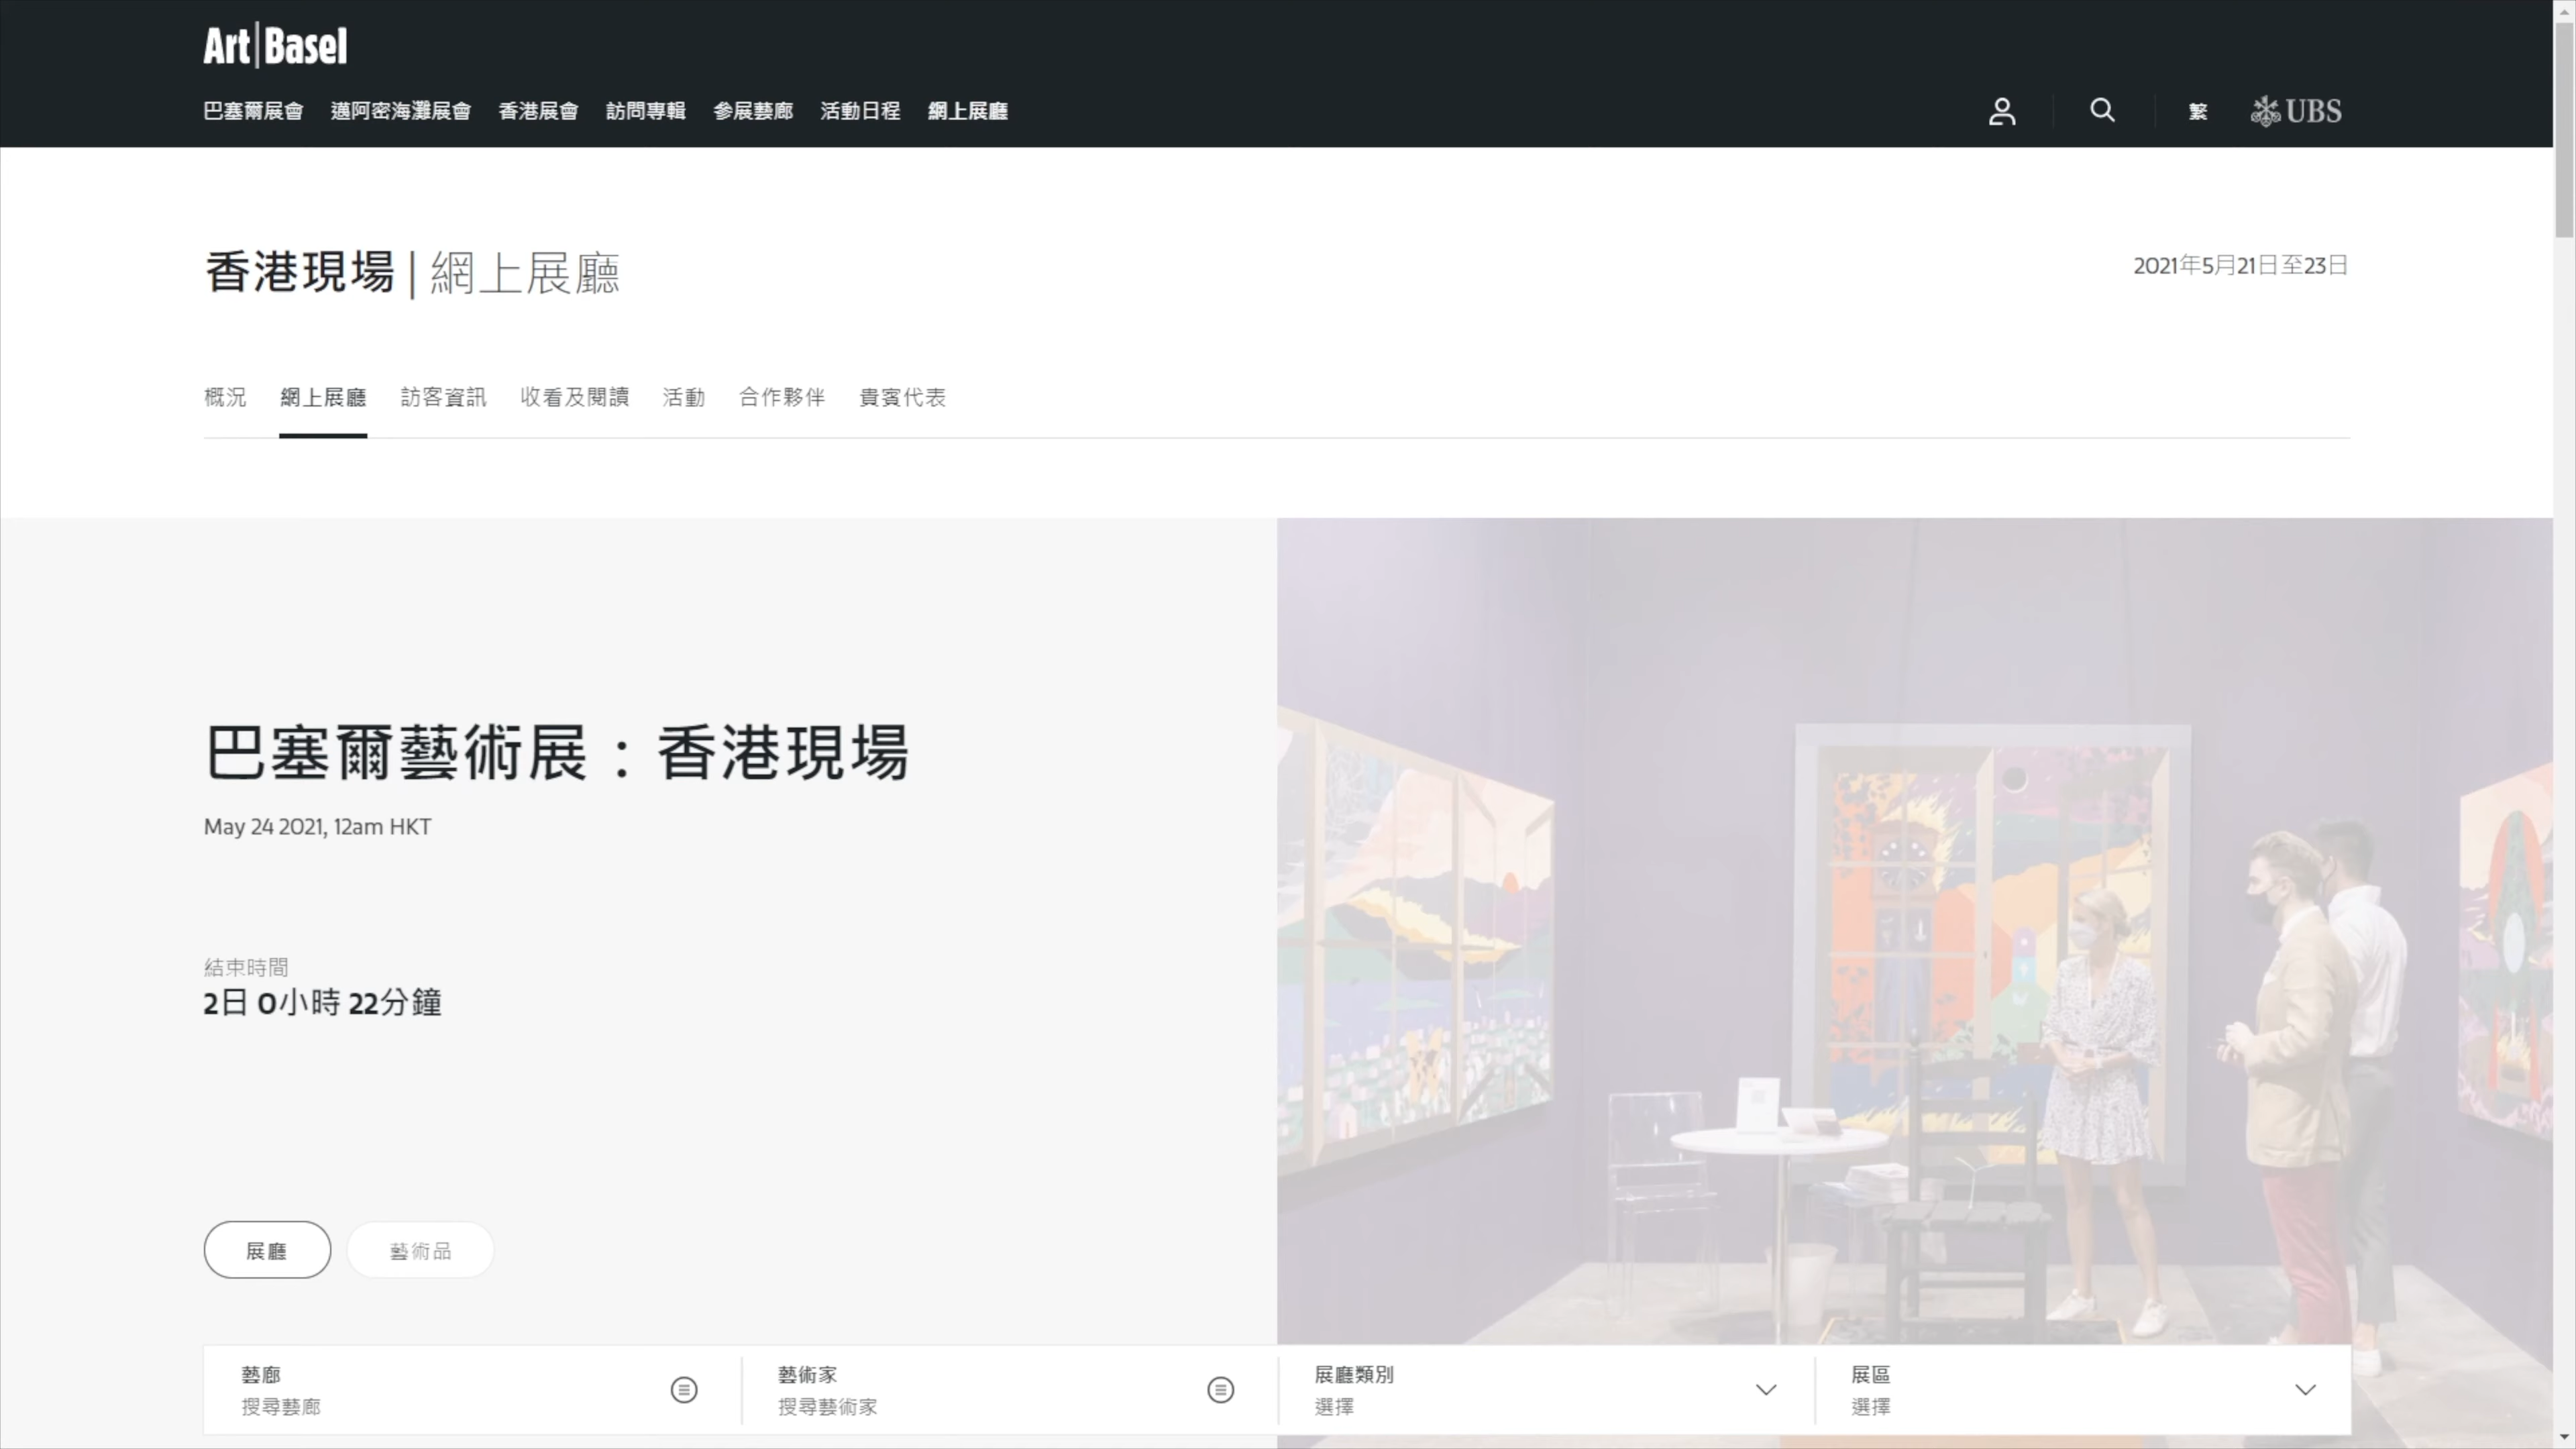 Art Basel
巴塞爾展會 邁阿密海灘展會 香港展會 訪問專輯 參展藝廊 活動日程 網上展廳
繁 UBS
香港現場 | 網上展廳
2021年5月21日至23日
概況 網上展廳 訪客資訊 收看及閱讀 活動 合作夥伴 貴賓代表
巴塞爾藝術展：香港現場
May 24 2021, 12am HKT
結束時間
2日 0小時 22分鐘
展廳 藝術品
藝廊
搜尋藝廊
藝術家
搜尋藝術家
展廳類別
選擇
展區
選擇